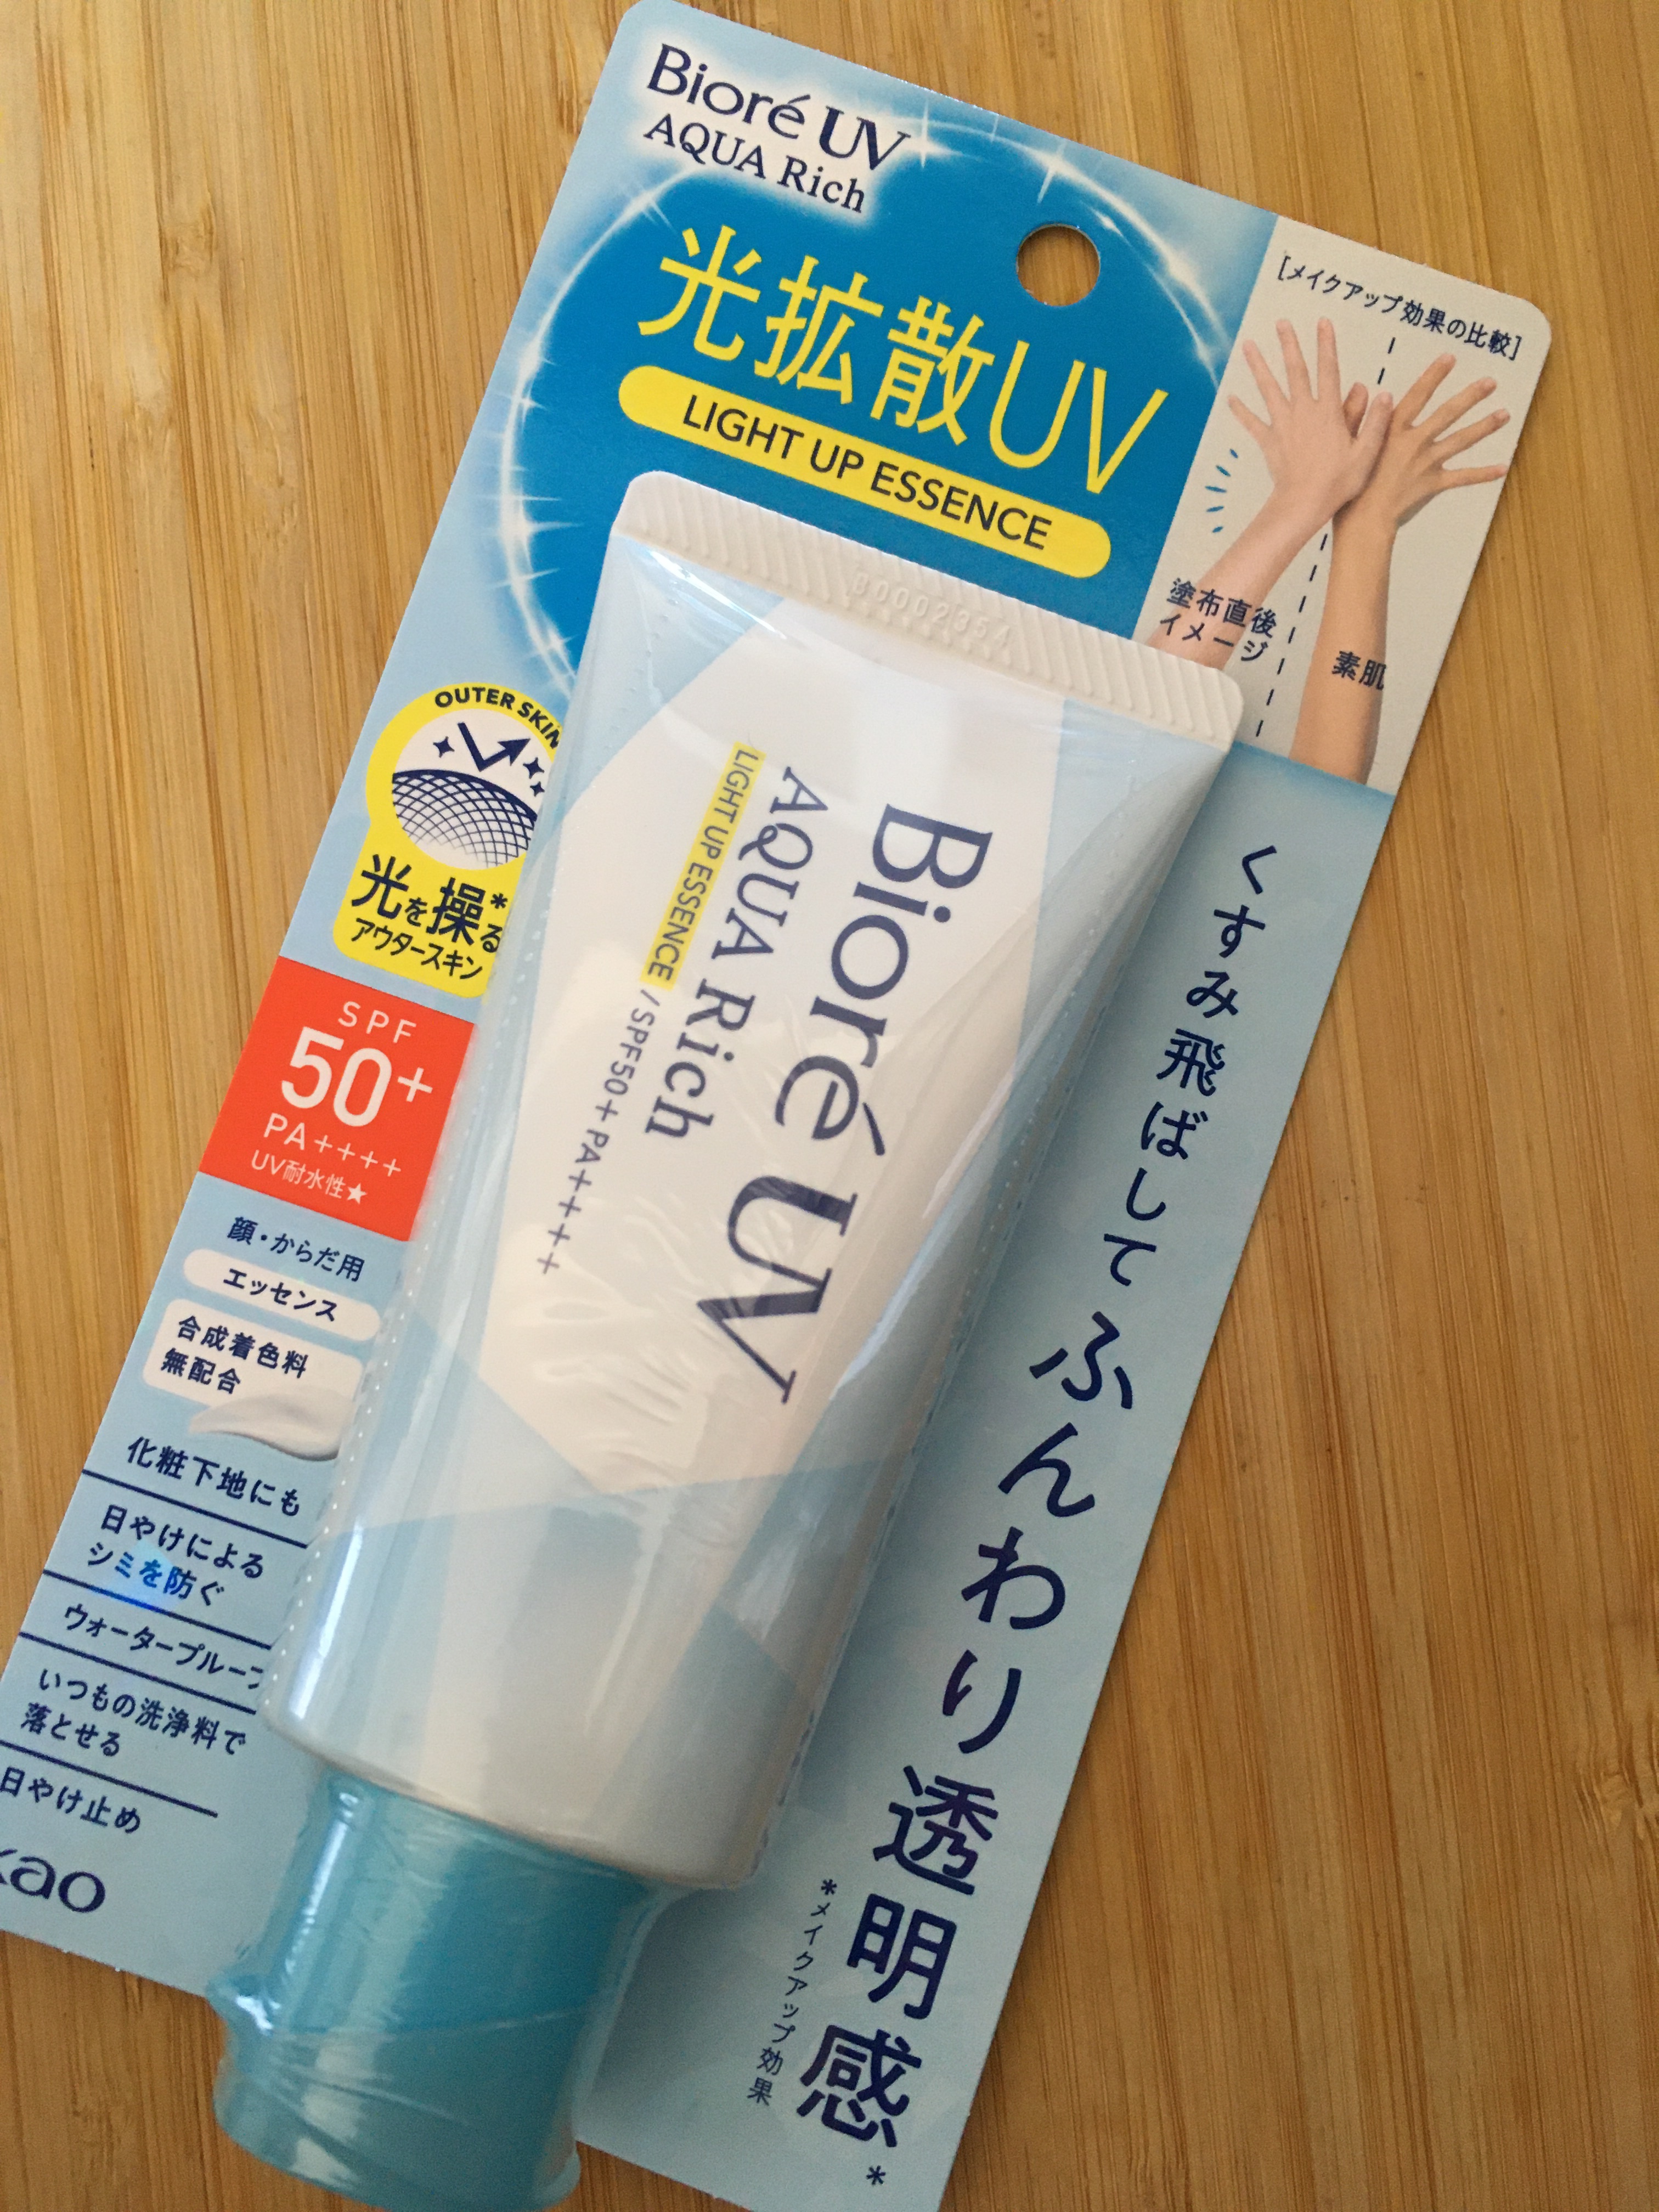 Bioré UV
AQUA Rich
光拡散UV
LIGHT UP ESSENCE
[メイクアップ効果の比較]
塗布直後
イメージ
素肌
OUTER SKIN
光を操る*
アウタースキン
SPF
50+
PA++++
UV耐水性★
顔・からだ用
エッセンス
合成着色料
無配合
化粧下地にも
日やけによる
シミを防ぐ
ウォータープルーフ
いつもの洗浄料で
落とせる
日やけ止め
kao
Bioré UV
AQUA Rich
LIGHT UP ESSENCE / SPF50+ PA++++
くすみ飛ばしてふんわり透明感*
*メイクアップ効果